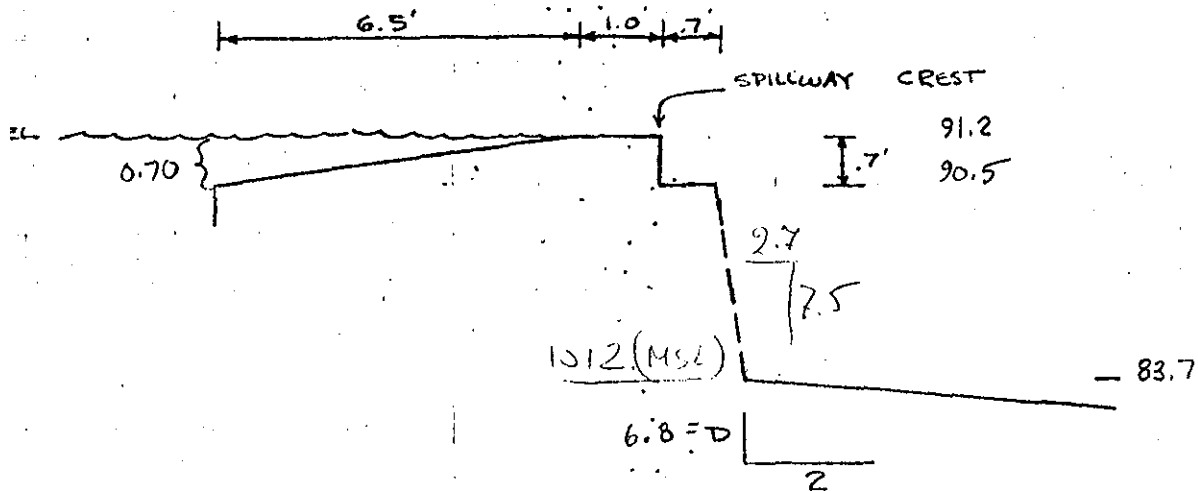 6.5' 1.0' .7'
SPILLWAY CREST
EL
91.2
0.70 .7' 90.5
2.7
7.5
1012 (MSL)
83.7
6.8 = D
2